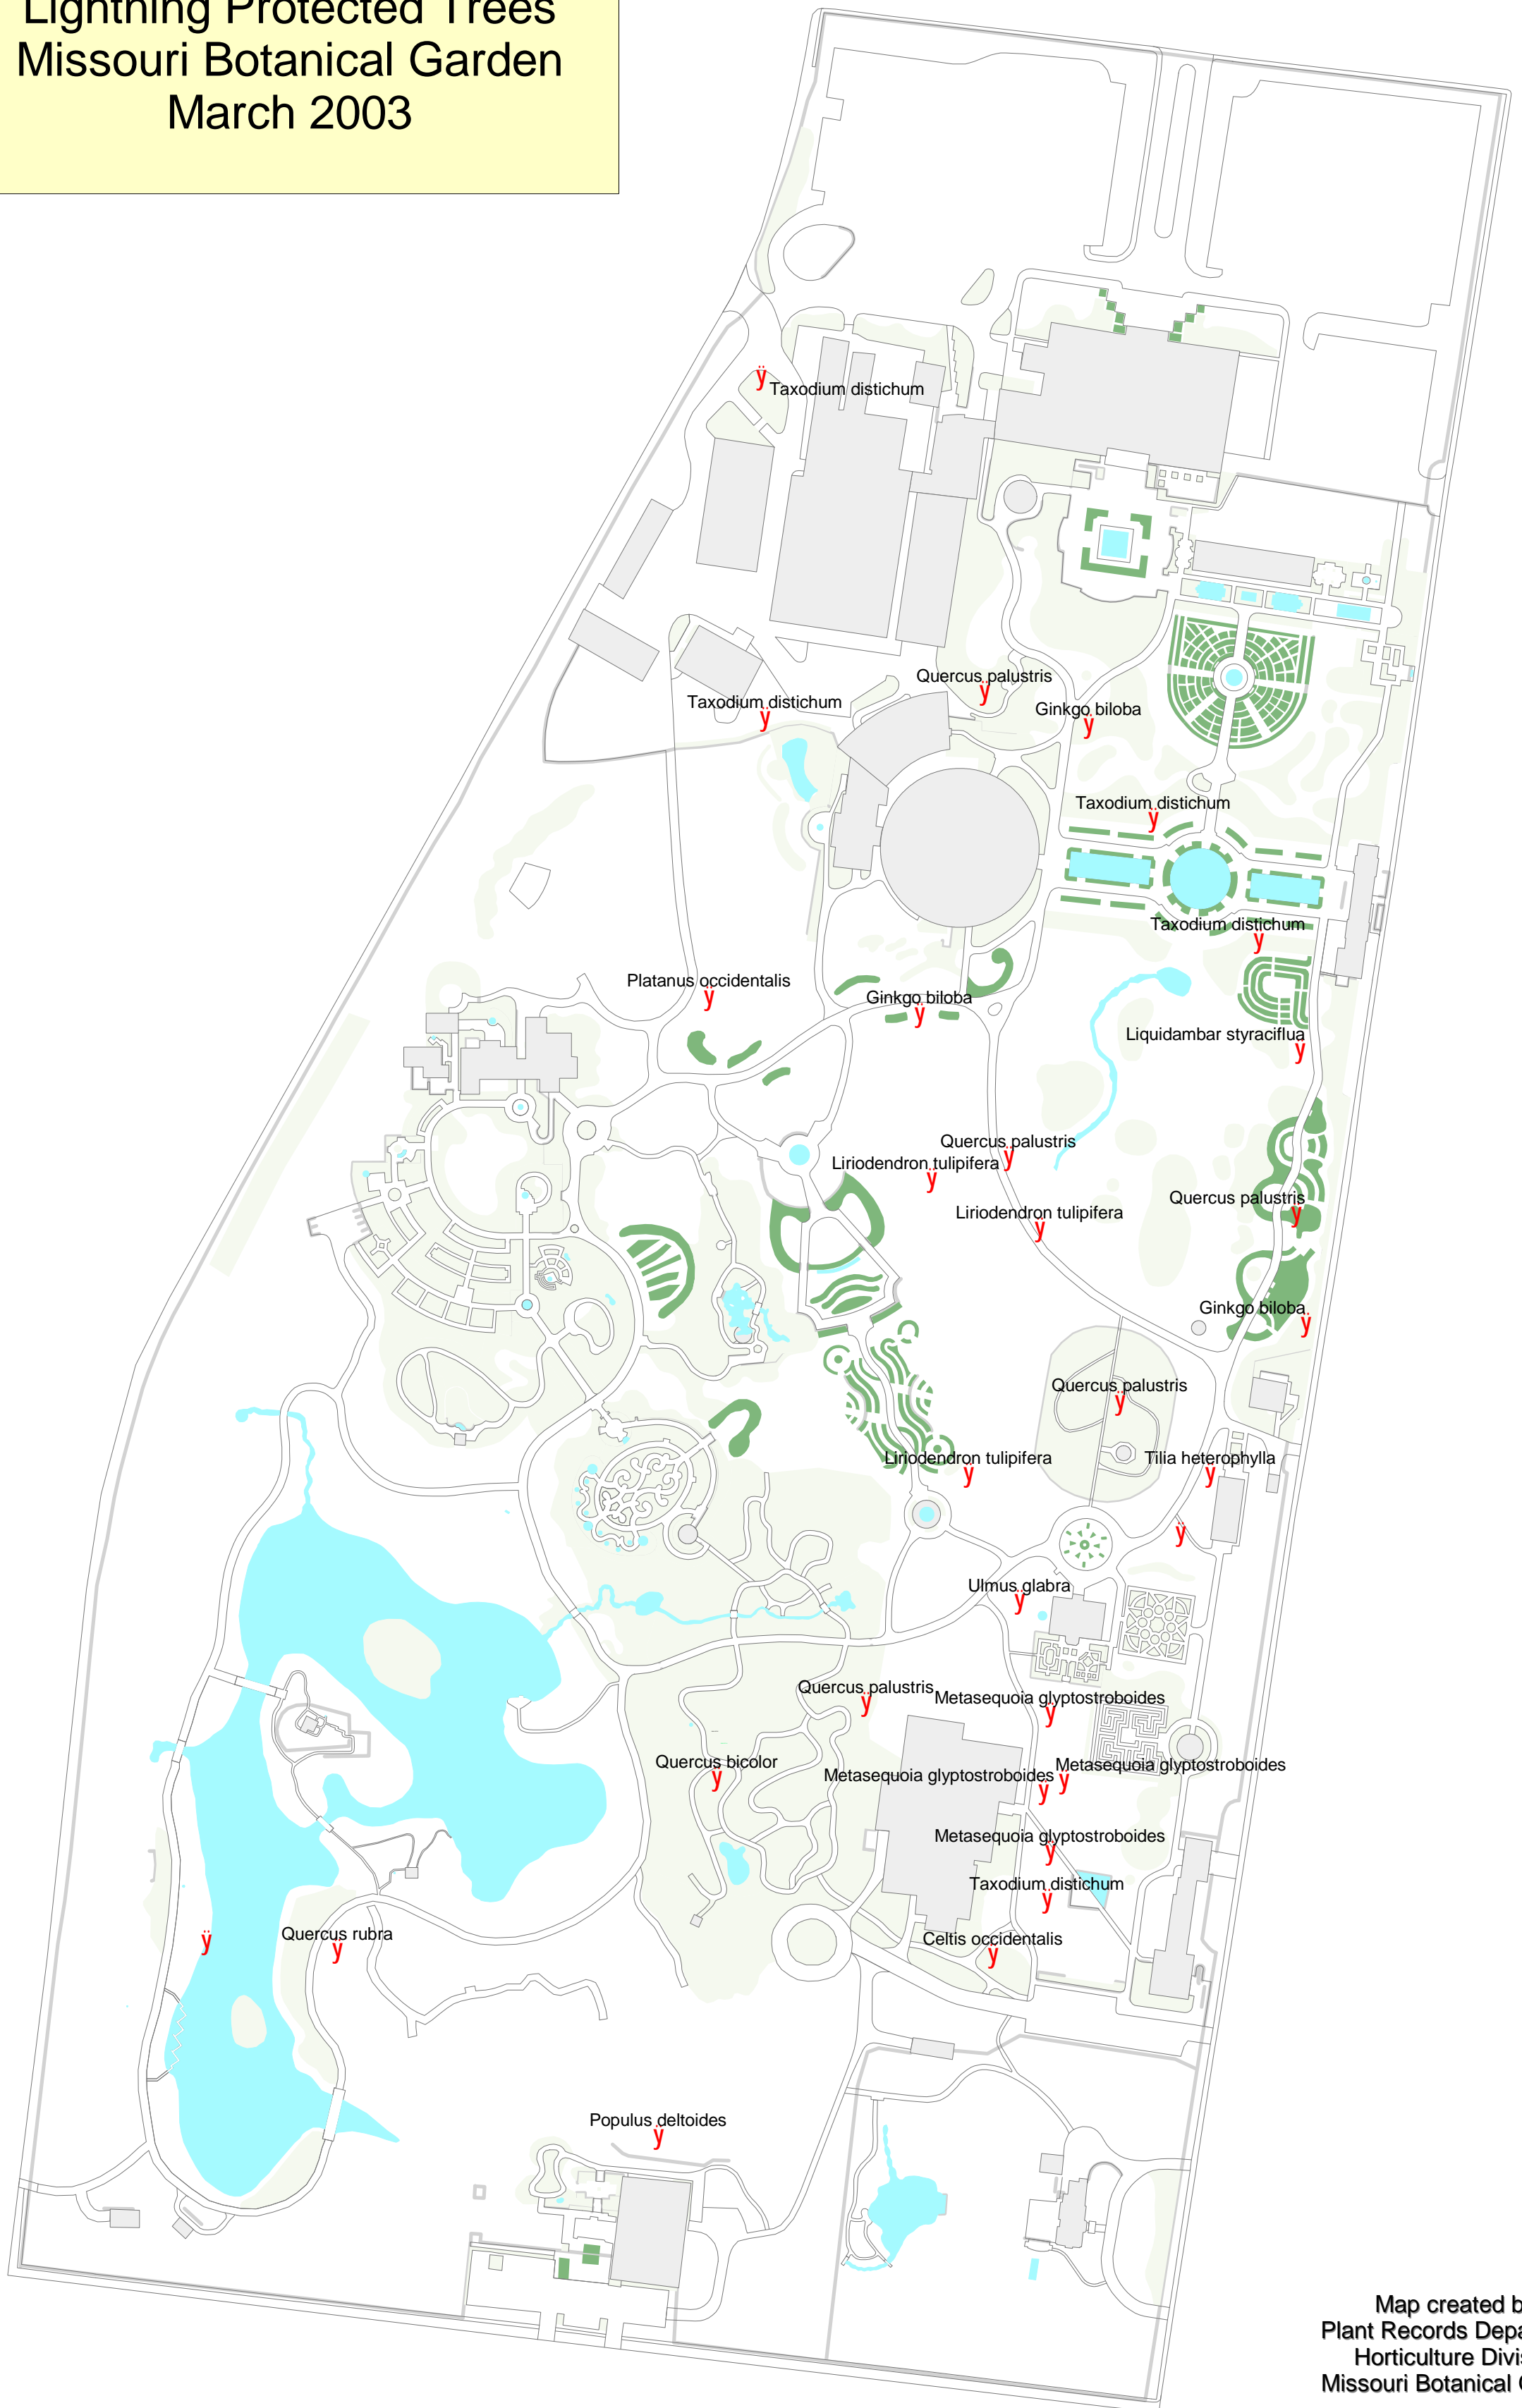 Lightning Protected Trees
Missouri Botanical Garden
March 2003
ÿ
Taxodium distichum
Quercus palustris
ÿ
Taxodium distichum
ÿ
Ginkgo biloba
ÿ
Taxodium distichum
ÿ
Taxodium distichum
ÿ
Platanus occidentalis
ÿ
Ginkgo biloba
ÿ
Liquidambar styraciflua
ÿ
Quercus palustris
ÿ
Liriodendron tulipifera
ÿ
Quercus palustris
ÿ
Liriodendron tulipifera
ÿ
Ginkgo biloba
ÿ
Quercus palustris
ÿ
Liriodendron tulipifera
ÿ
Tilia heterophylla
ÿ
ÿ
Ulmus glabra
ÿ
Quercus palustris
ÿ
Metasequoia glyptostroboides
ÿ
Quercus bicolor
ÿ
Metasequoia glyptostroboides
ÿ
Metasequoia glyptostroboides
ÿ
Metasequoia glyptostroboides
ÿ
Taxodium distichum
ÿ
ÿ
Quercus rubra
ÿ
Celtis occidentalis
ÿ
Populus deltoides
ÿ
Map created
Plant Records
Horticulture
Missouri Botanical